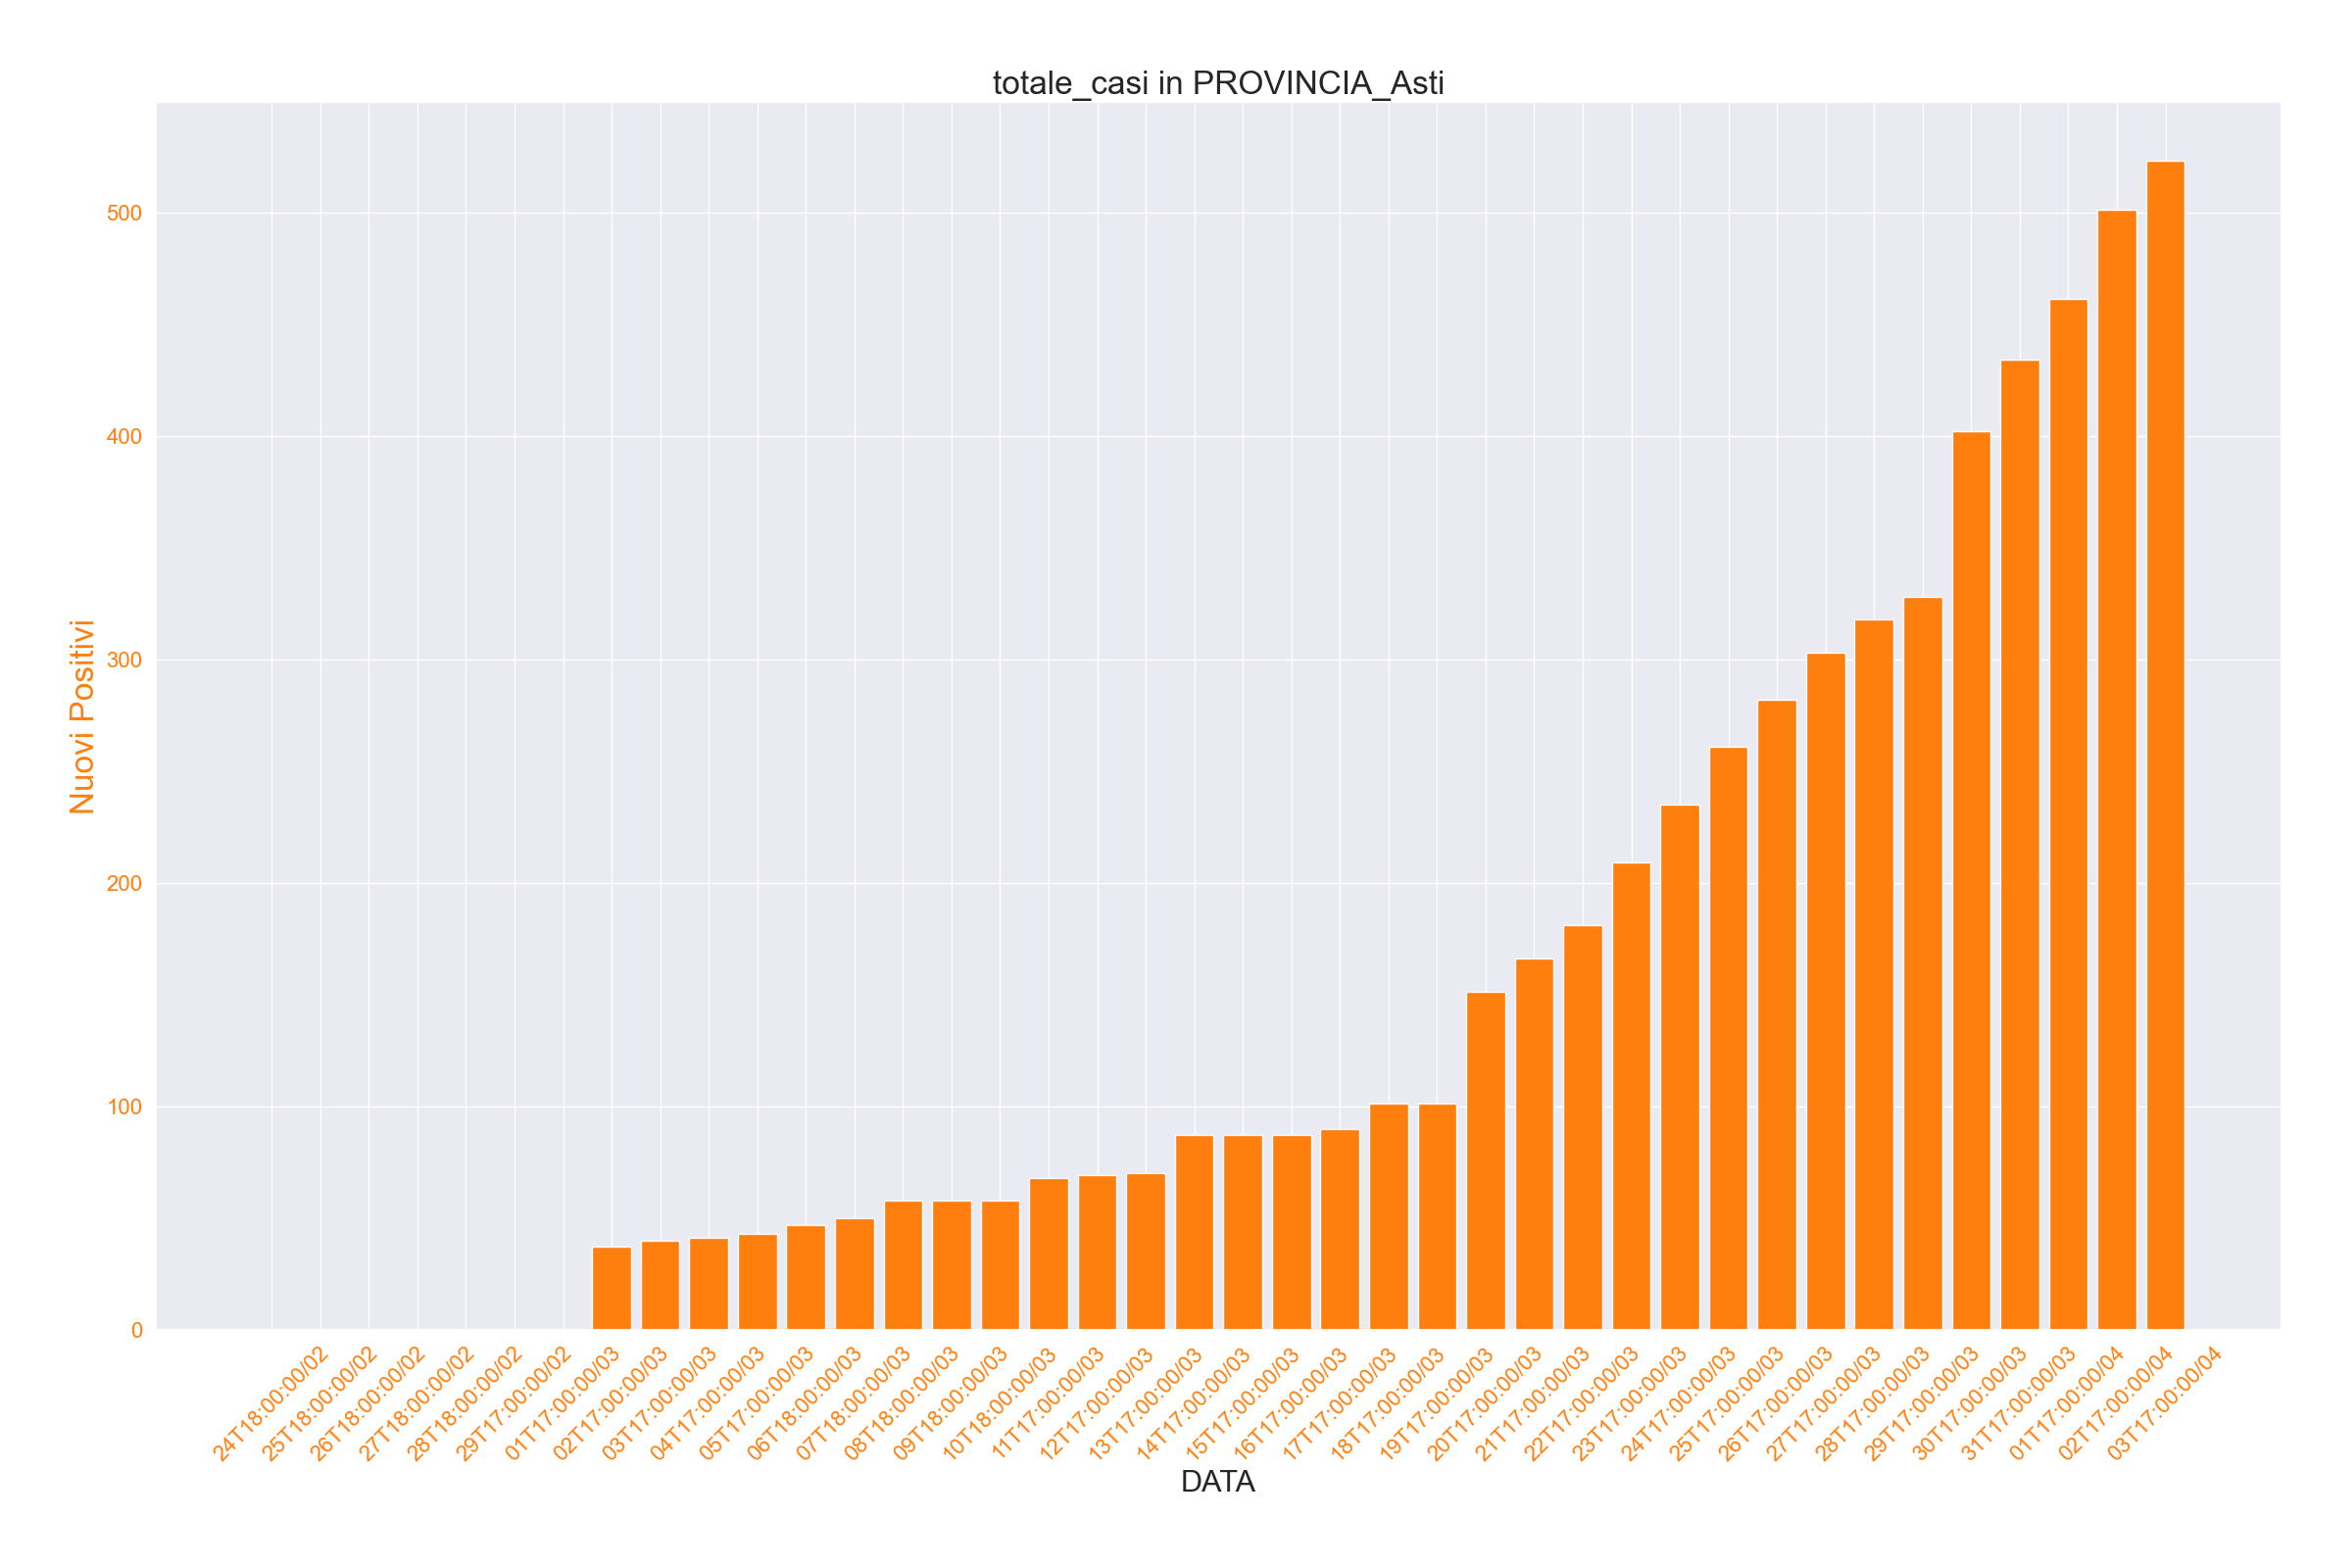 totale_casi in PROVINCIA_Asti
Nuovi Positivi
500
400
300
200
100
0
24T18:00:00/02
25T18:00:00/02
26T18:00:00/02
27T18:00:00/02
28T18:00:00/02
29T17:00:00/02
01T17:00:00/03
02T17:00:00/03
03T17:00:00/03
04T17:00:00/03
05T17:00:00/03
06T18:00:00/03
07T18:00:00/03
08T18:00:00/03
09T18:00:00/03
10T18:00:00/03
11T17:00:00/03
12T17:00:00/03
13T17:00:00/03
14T17:00:00/03
15T17:00:00/03
16T17:00:00/03
17T17:00:00/03
18T17:00:00/03
19T17:00:00/03
20T17:00:00/03
21T17:00:00/03
22T17:00:00/03
23T17:00:00/03
24T17:00:00/03
25T17:00:00/03
26T17:00:00/03
27T17:00:00/03
28T17:00:00/03
29T17:00:00/03
30T17:00:00/03
31T17:00:00/03
01T17:00:00/04
02T17:00:00/04
03T17:00:00/04
DATA